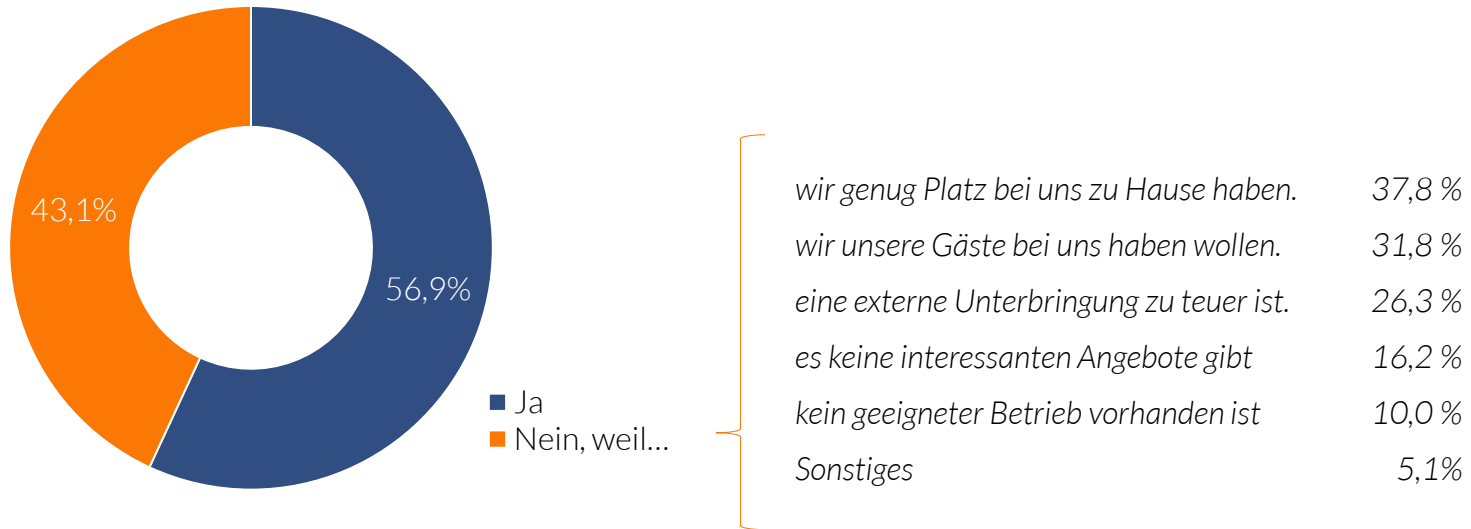 43,1%
56,9%
Ja
Nein, weil...
wir genug Platz bei uns zu Hause haben. 37,8 %
wir unsere Gäste bei uns haben wollen. 31,8 %
eine externe Unterbringung zu teuer ist. 26,3 %
es keine interessanten Angebote gibt 16,2 %
kein geeigneter Betrieb vorhanden ist 10,0 %
Sonstiges 5,1%